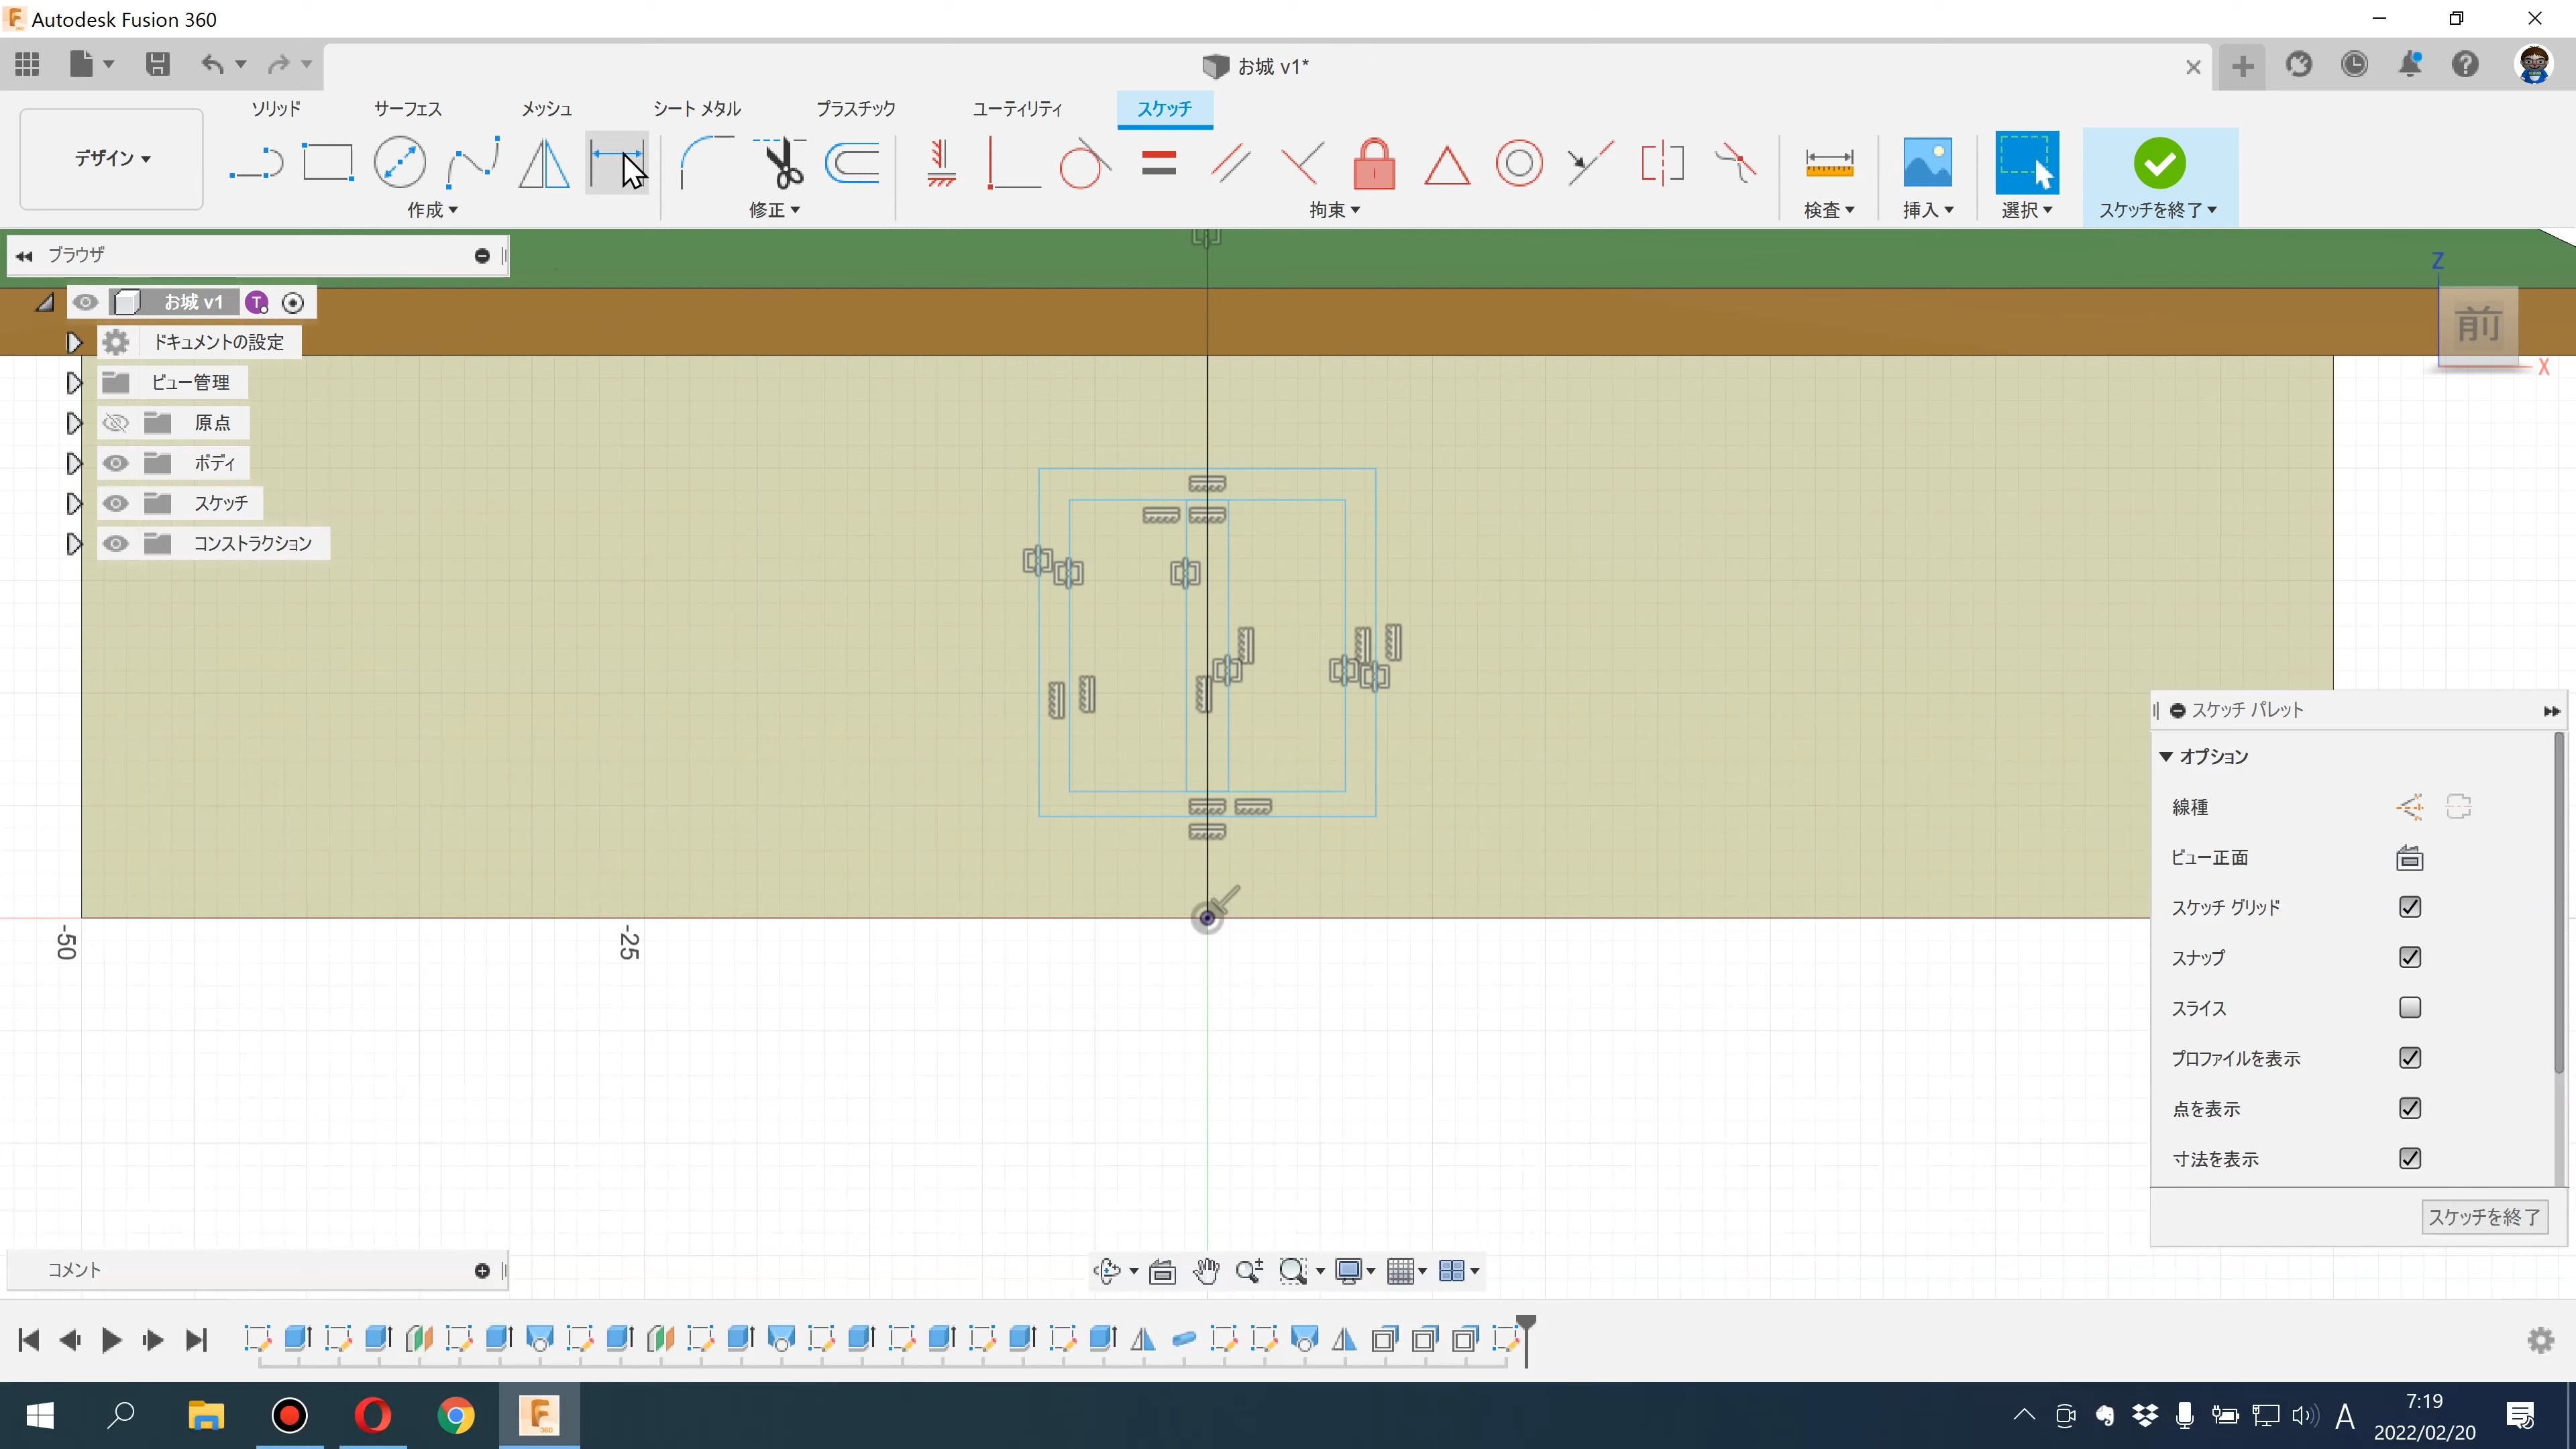 Autodesk Fusion 360
お城 v1*
ソリッド
サーフェス
メッシュ
シート メタル
プラスチック
ユーティリティ
スケッチ
デザイン
作成
修正
拘束
検査
挿入
選択
スケッチを終了
ブラウザ
お城 v1
T
ドキュメントの設定
ビュー管理
原点
ボディ
スケッチ
コンストラクション
Z
前
X
-50
-25
スケッチ パレット
オプション
線種
ビュー正面
スケッチ グリッド
スナップ
スライス
プロファイルを表示
点を表示
寸法を表示
スケッチを終了
コメント
F
360
A
7:19
2022/02/20